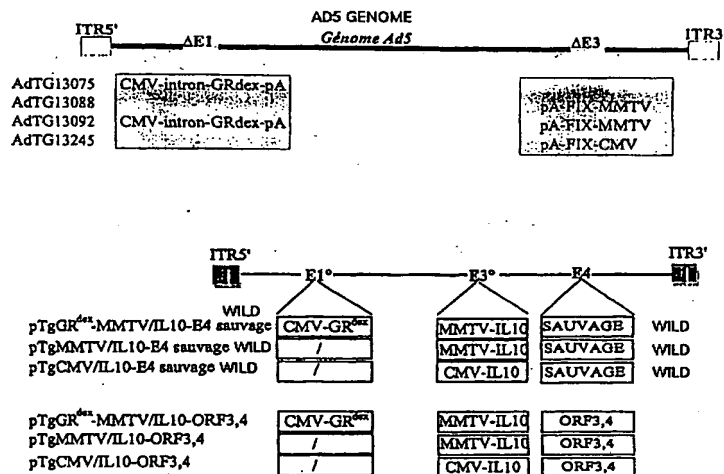 AD5 GENOME
ITR5' ΔE1 Génome Ad5 ΔE3 ITR3
AdTG13075 CMV-intron-GRdex-pA
AdTG13088 pA-FIX-MMTV
AdTG13092 CMV-intron-GRdex-pA pA-FIX-MMTV
AdTG13245 pA-FIX-CMV
ITR5' ITR3'
E1° E3° E4
WILD
pTgGR^dex-MMTV/IL10-E4 sauvage CMV-GR^dex MMTV-IL10 SAUVAGE WILD
pTgMMTV/IL10-E4 sauvage WILD / MMTV-IL10 SAUVAGE WILD
pTgCMV/IL10-E4 sauvage WILD / CMV-IL10 SAUVAGE WILD
pTgGR^dex-MMTV/IL10-ORF3,4 CMV-GR^dex MMTV-IL10 ORF3,4
pTgMMTV/IL10-ORF3,4 / MMTV-IL10 ORF3,4
pTgCMV/IL10-ORF3,4 / CMV-IL10 ORF3,4